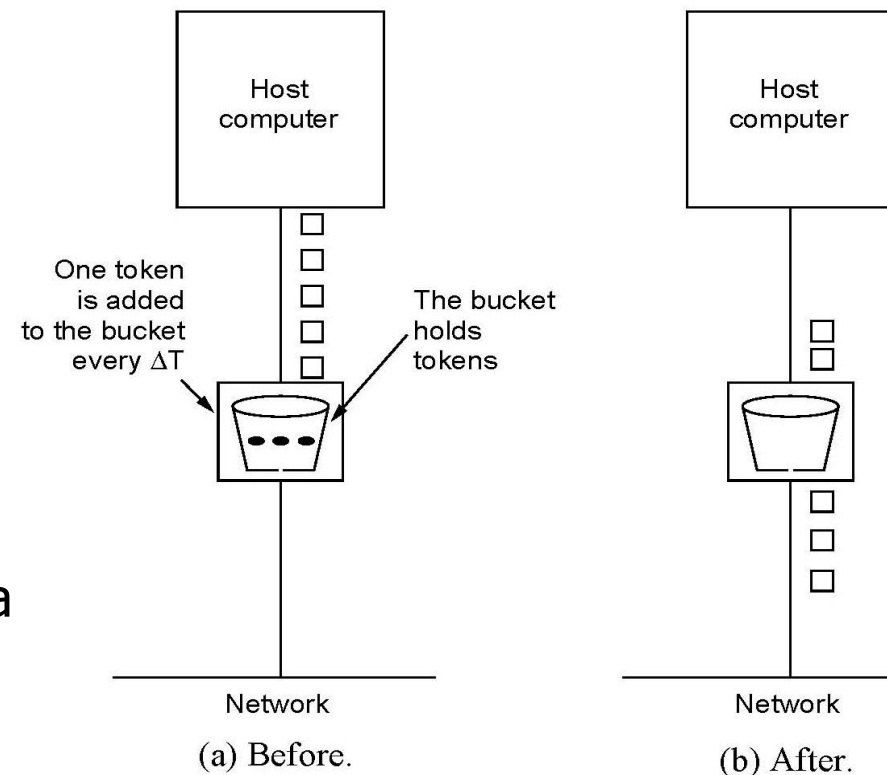 Host
computer
One token
is added
to the bucket
every ΔT
The bucket
holds
tokens
a
Network
(a) Before.
Host
computer
Network
(b) After.